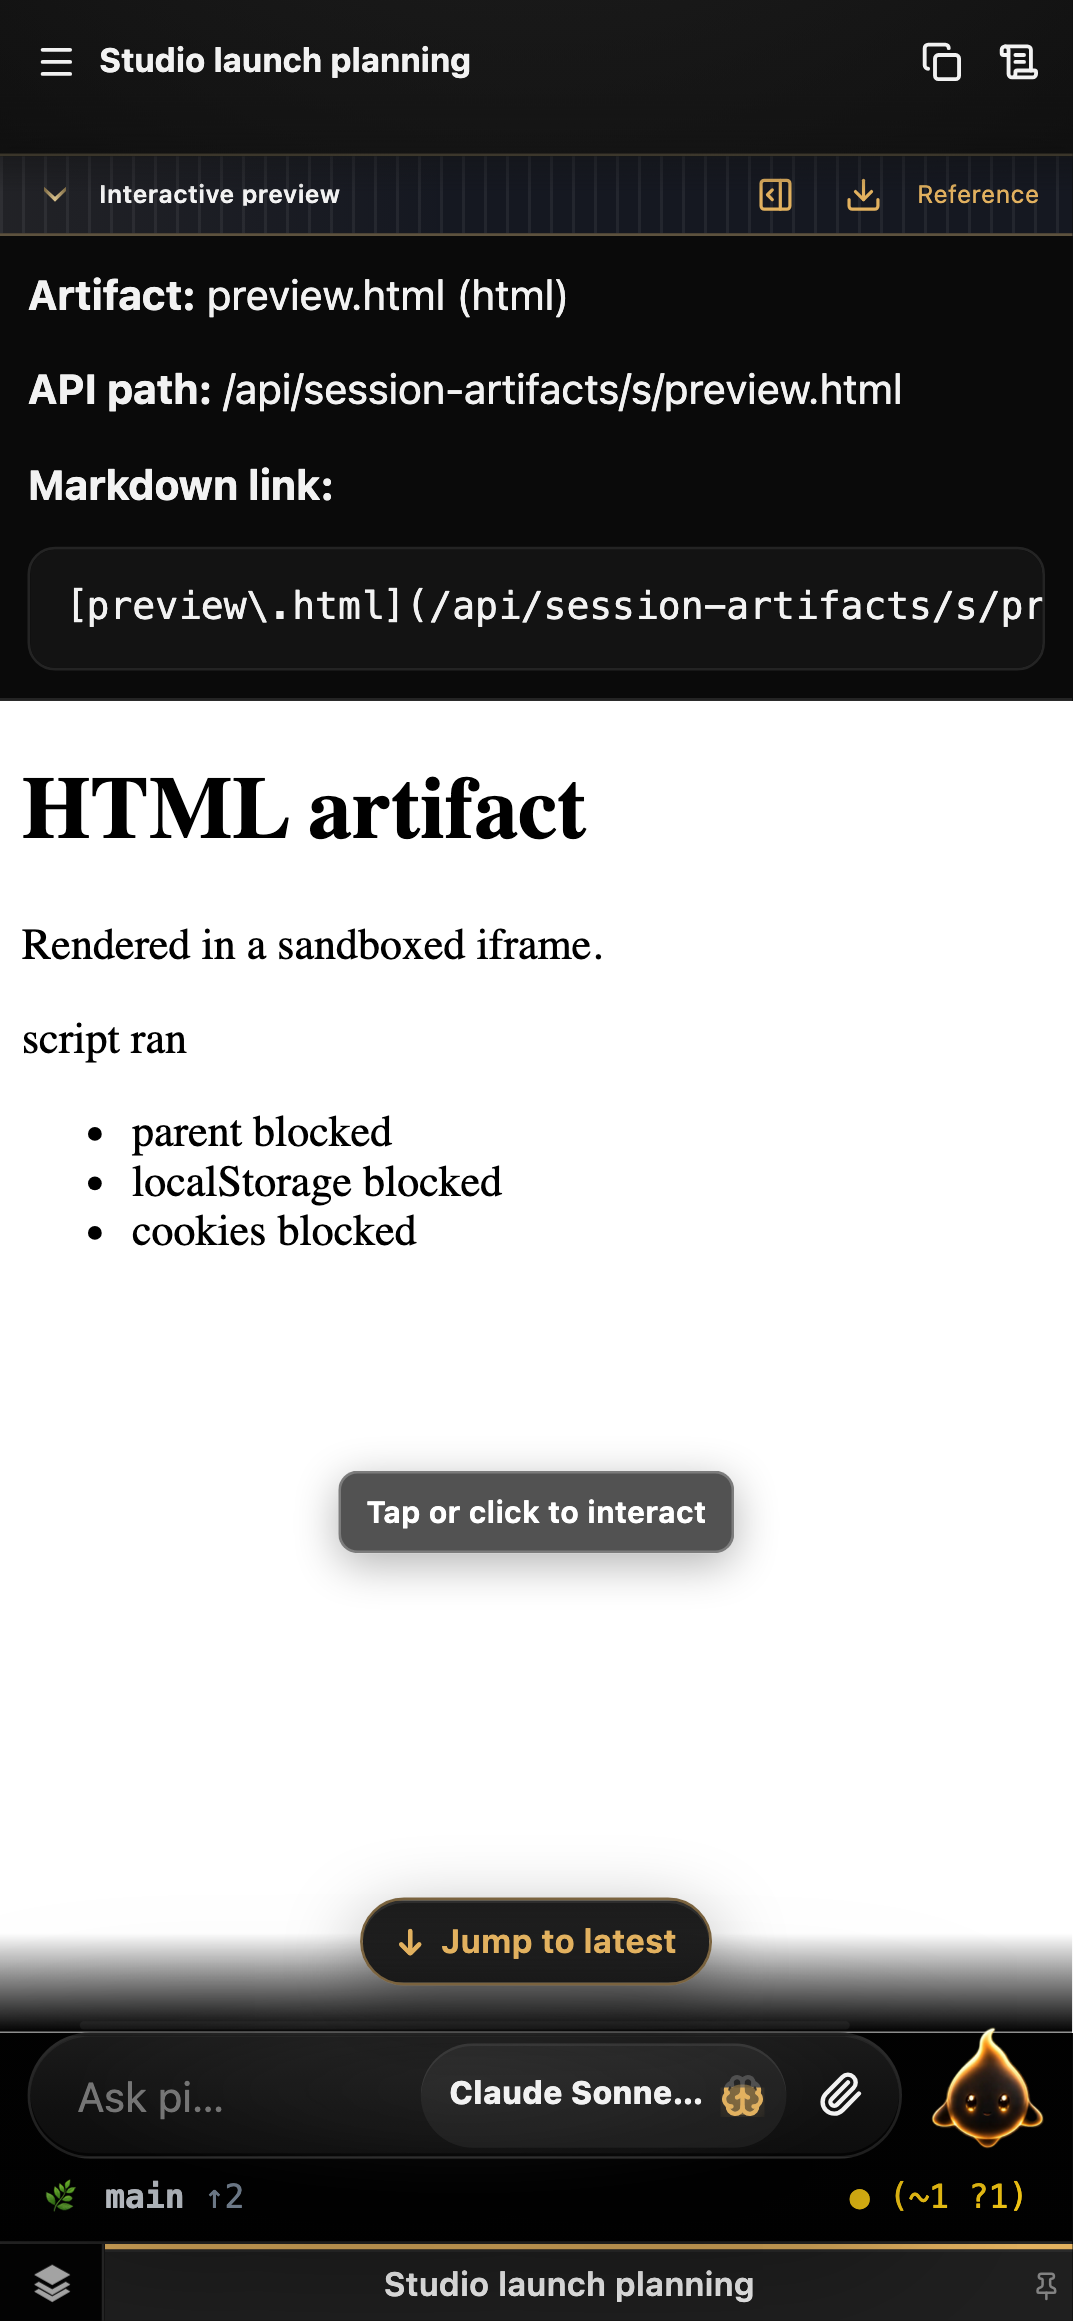 Studio launch planning
Interactive preview
Reference
Artifact: preview.html (html)
API path: /api/session-artifacts/s/preview.html
Markdown link:
[preview\.html](/api/session-artifacts/s/pr
HTML artifact
Rendered in a sandboxed iframe.
script ran
• parent blocked
• localStorage blocked
• cookies blocked
Tap or click to interact
↓ Jump to latest
Ask pi...
Claude Sonne...
main ↑2
● (~1 ?1)
Studio launch planning